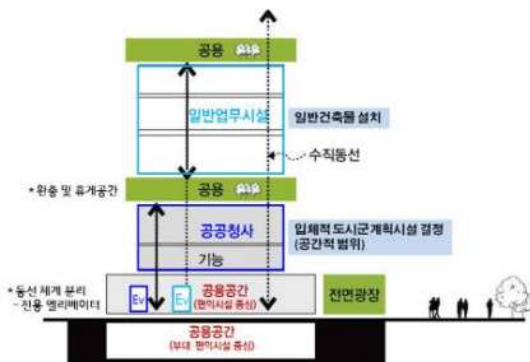 공용
일반업무시설
일반건축물 설치
수직동선
*완충 및 휴게공간
공용
공공청사
입체적 도시군계획시설 결정
(공간적 범위)
기능
*동선 체계 분리
- 전용 엘리베이터
Ev
Ev
공용공간
(편의시설 중심)
전면광장
공용공간
(부대 편의시설 중심)